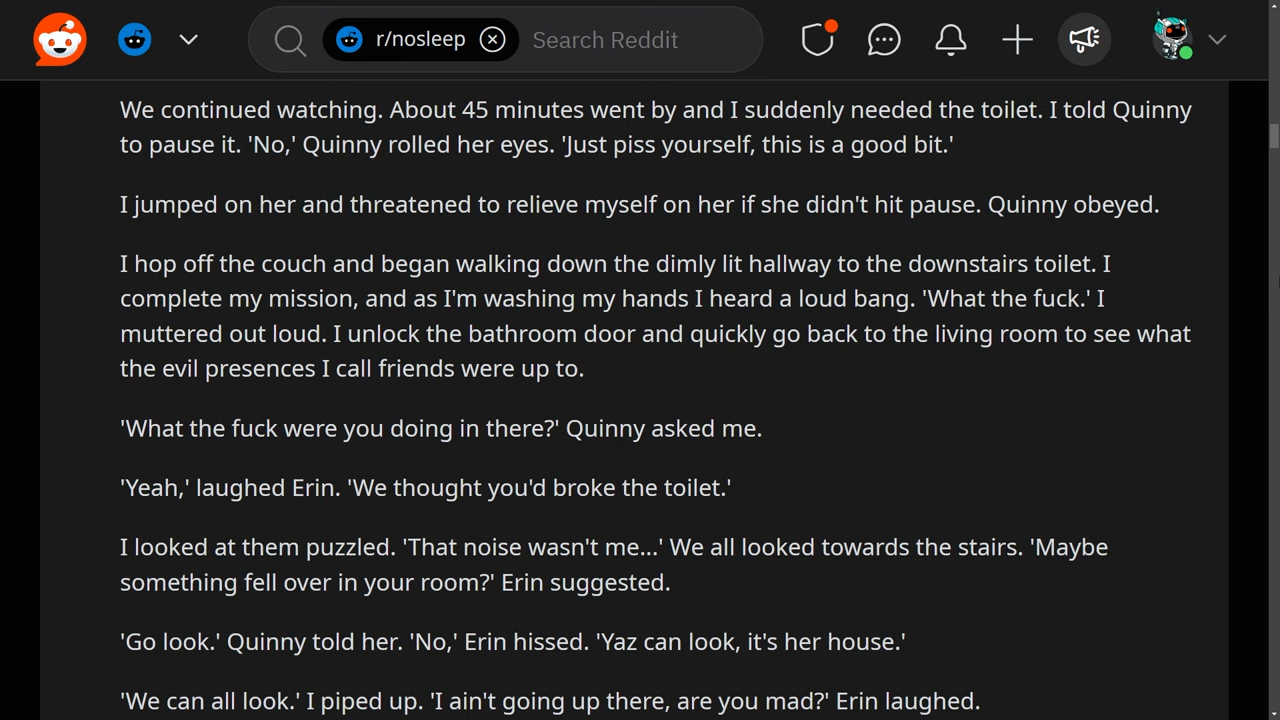 r/nosleep
Search Reddit
We continued watching. About 45 minutes went by and I suddenly needed the toilet. I told Quinny
to pause it. 'No,' Quinny rolled her eyes. 'Just piss yourself, this is a good bit.'
I jumped on her and threatened to relieve myself on her if she didn't hit pause. Quinny obeyed.
I hop off the couch and began walking down the dimly lit hallway to the downstairs toilet. I
complete my mission, and as I'm washing my hands I heard a loud bang. 'What the fuck.' I
muttered out loud. I unlock the bathroom door and quickly go back to the living room to see what
the evil presences I call friends were up to.
'What the fuck were you doing in there?' Quinny asked me.
'Yeah,' laughed Erin. 'We thought you'd broke the toilet.'
I looked at them puzzled. 'That noise wasn't me...' We all looked towards the stairs. 'Maybe
something fell over in your room?' Erin suggested.
'Go look.' Quinny told her. 'No,' Erin hissed. 'Yaz can look, it's her house.'
'We can all look.' I piped up. 'I ain't going up there, are you mad?' Erin laughed.